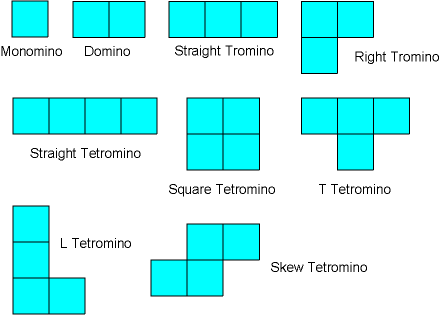 Monomino
Domino
Straight Tromino
Right Tromino
Straight Tetromino
Square Tetromino
T Tetromino
L Tetromino
Skew Tetromino